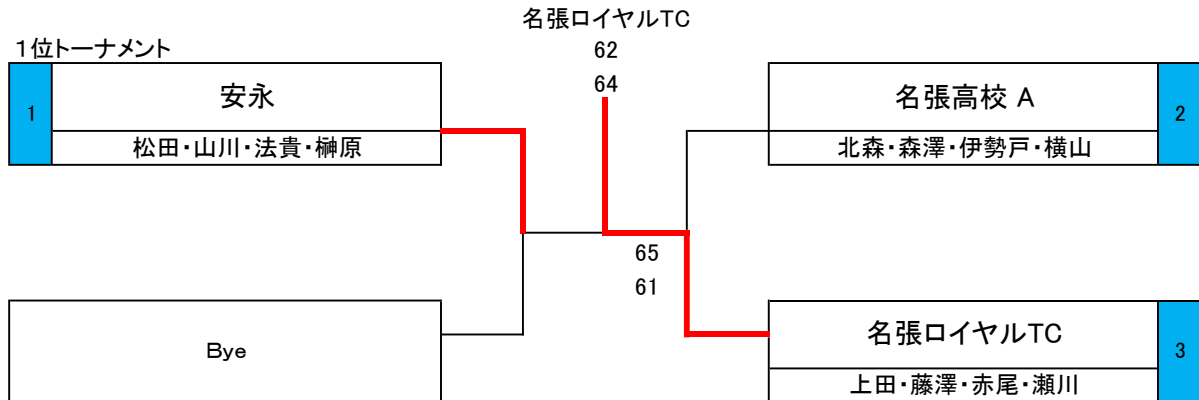 名張ロイヤルTC
62
64
１位トーナメント
1
安永
松田・山川・法貴・榊原
名張高校 A
2
北森・森澤・伊勢戸・横山
65
61
Bye
名張ロイヤルTC
3
上田・藤澤・赤尾・瀬川